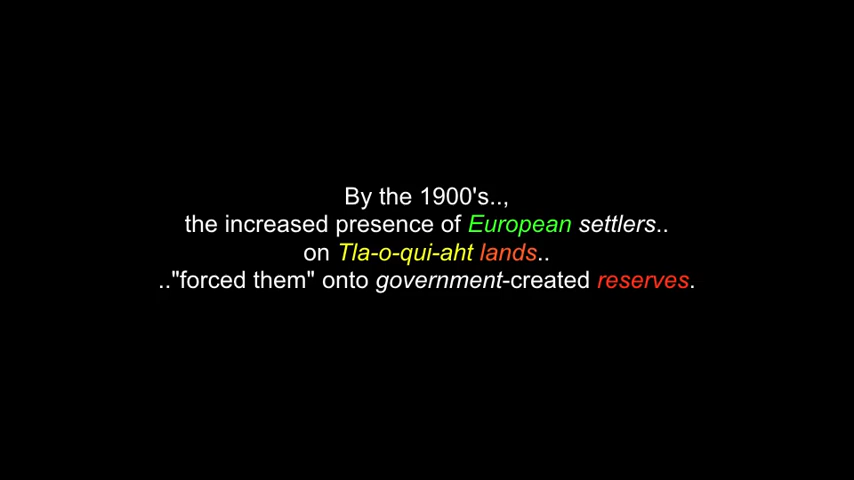 By the 1900's..,
the increased presence of European settlers..
on Tla-o-qui-aht lands..
.."forced them" onto government-created reserves.